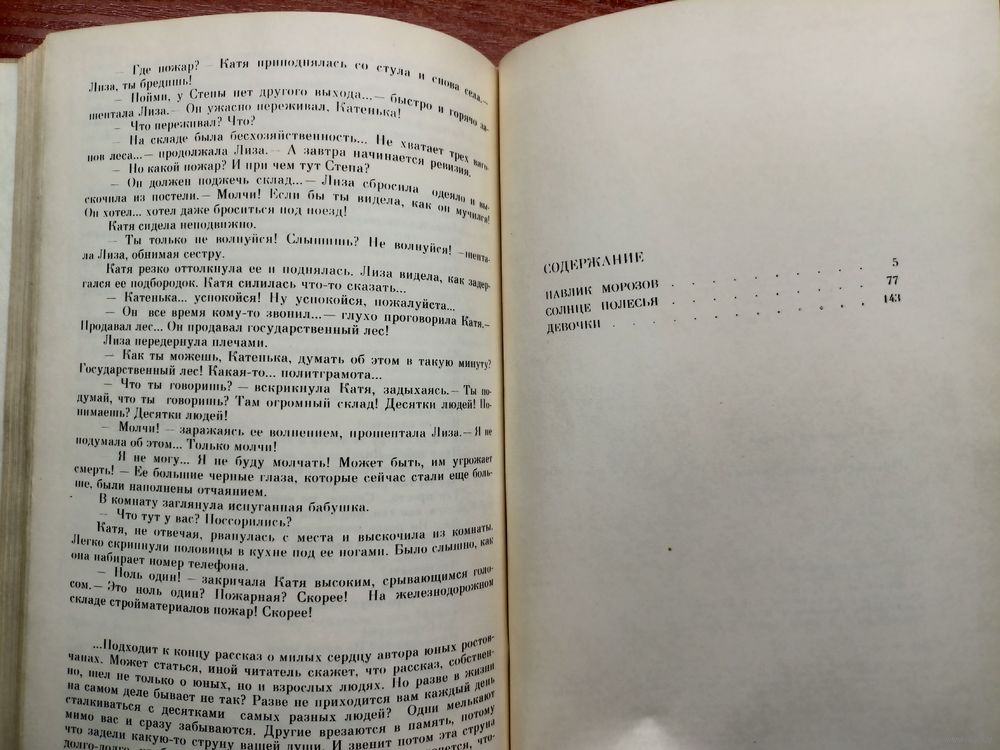 — Где пожар? — Катя приподнялась со стула и снова села.—
Лиза, ты бредишь!
— Пойми, у Степы нет другого выхода...— быстро и горячо за-
шептала Лиза.— Он ужасно переживал, Катенька!
— Что переживал? Что?
— На складе была бесхозяйственность... Не хватает трех ваго-
нов леса...— продолжала Лиза.— А завтра начинается ревизия.
— Но какой пожар? И при чем тут Степа?
— Он должен поджечь склад...— Лиза сбросила одеяло и вы-
скочила из постели.— Молчи! Если бы ты видела, как он мучился!
Он хотел... хотел даже броситься под поезд!
Катя сидела неподвижно.
— Ты только не волнуйся! Слышишь? Не волнуйся! —шепта-
ла Лиза, обнимая сестру.
Катя резко оттолкнула ее и поднялась. Лиза видела, как задер-
гался ее подбородок. Катя силилась что-то сказать...
— Катенька... успокойся! Ну успокойся, пожалуйста...
— Он все время кому-то звонил...— глухо проговорила Катя.—
Продавал лес... Он продавал государственный лес!
Лиза передернула плечами.
— Как ты можешь, Катенька, думать об этом в такую минуту?
Государственный лес! Какая-то... политграмота...
— Что ты говоришь? — вскрикнула Катя, задыхаясь.— Ты по-
думай, что ты говоришь? Там огромный склад! Десятки людей! По-
нимаешь? Десятки людей!
— Молчи! — заражаясь ее волнением, прошептала Лиза.— Я не
подумала об этом... Только молчи!
Я не могу... Я не буду молчать! Может быть, им угрожает
смерть! — Ее большие черные глаза, которые сейчас стали еще боль-
ше, были наполнены отчаянием.
В комнату заглянула испуганная бабушка.
— Что тут у вас? Поссорились?
Катя, не отвечая, рванулась с места и выскочила из комнаты.
Легко скрипнули половицы в кухне под ее ногами. Было слышно, как
она набирает номер телефона.
— Ноль один! — закричала Катя высоким, срывающимся голо-
сом.— Это ноль один? Пожарная? Скорее! На железнодорожном
складе стройматериалов пожар! Скорее!
...Подходит к концу рассказ о милых сердцу автора юных ростов-
чанах. Может статься, иной читатель скажет, что рассказ, собствен-
но, шел не только о юных, но и взрослых людях. Но разве в жизни
на самом деле бывает не так? Разве не приходится вам каждый день
сталкиваться с десятками самых разных людей? Одни мелькают
мимо вас и сразу забываются. Другие врезаются в память, потому
что задели какую-то струну вашей души. И звенит потом эта струна
долго-долго,
СОДЕРЖАНИЕ
ПАВЛИК МОРОЗОВ . . . . . . . . 5
СОЛНЦЕ ПОЛЕСЬЯ . . . . . . . . 77
ДЕВОЧКИ . . . . . . . . . . 143